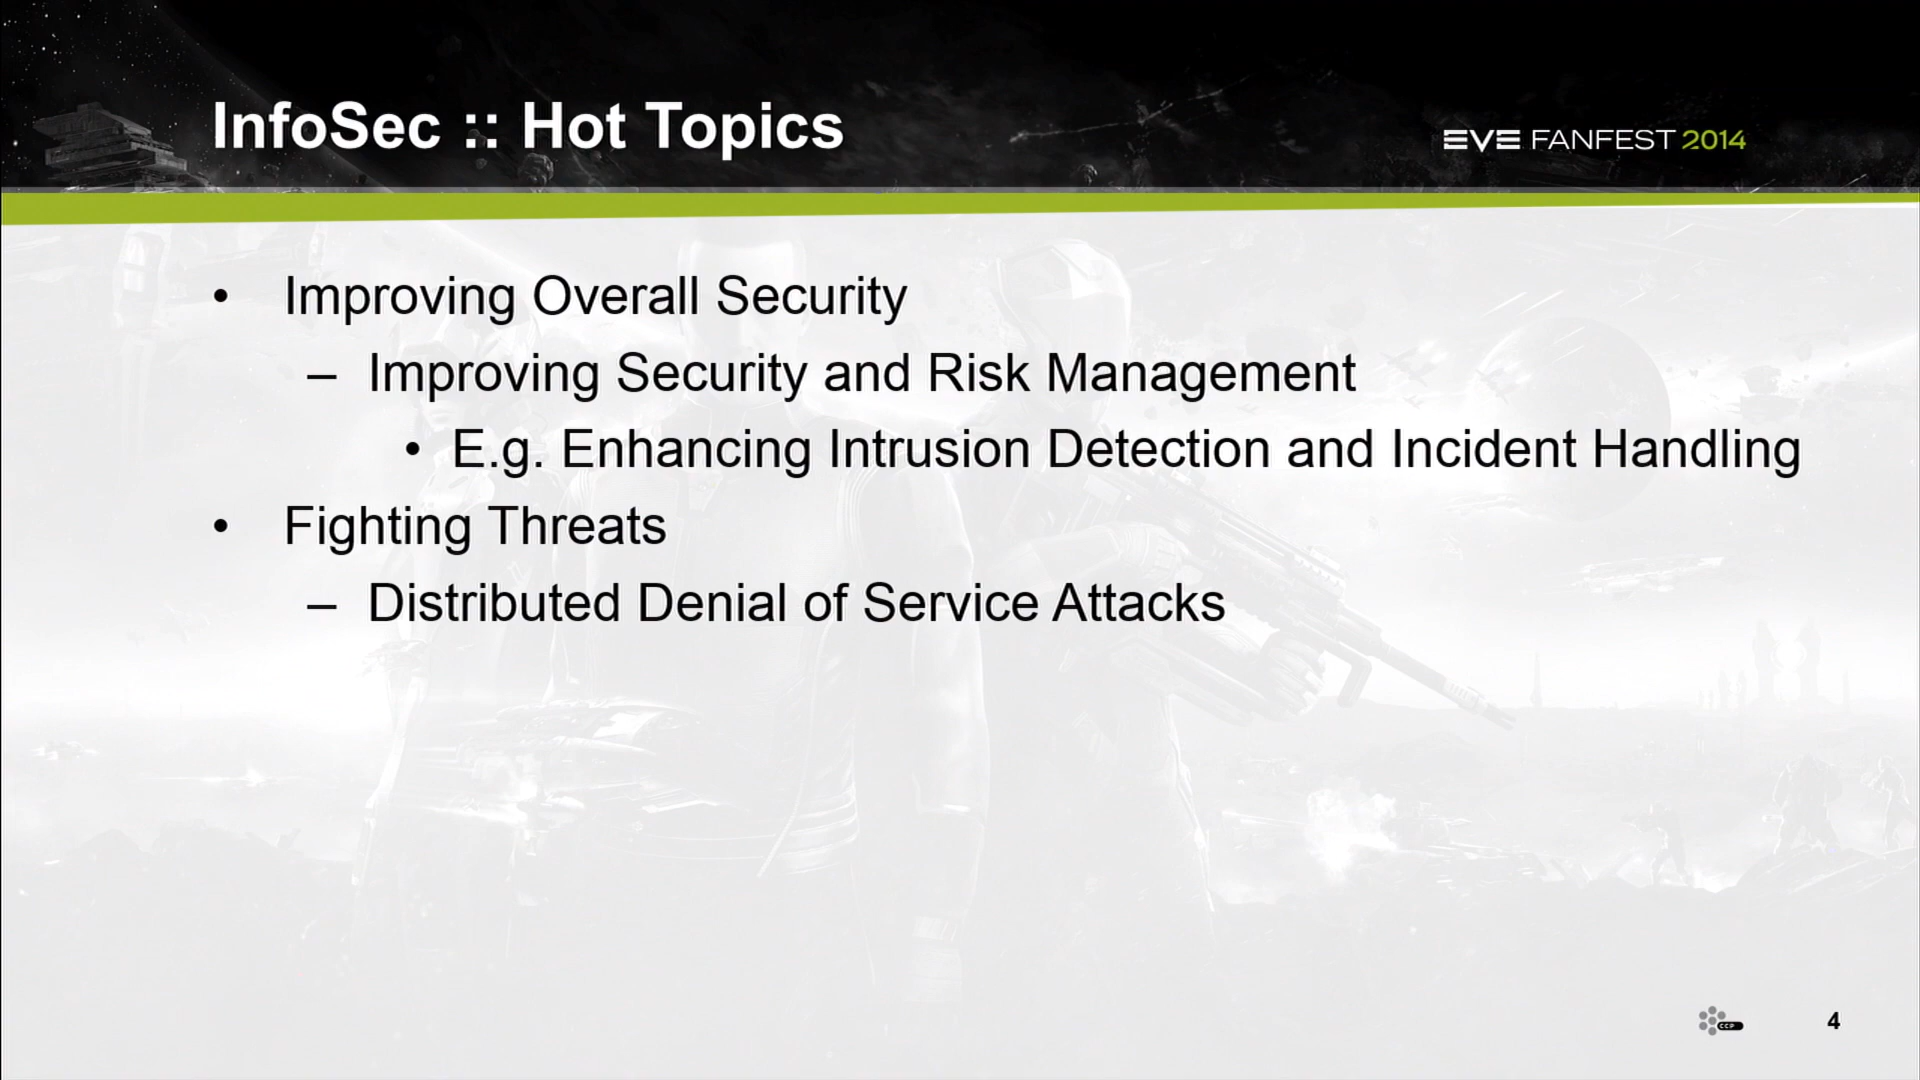 InfoSec :: Hot Topics
EVE FANFEST 2014
• Improving Overall Security
– Improving Security and Risk Management
• E.g. Enhancing Intrusion Detection and Incident Handling
• Fighting Threats
– Distributed Denial of Service Attacks
CCP
4